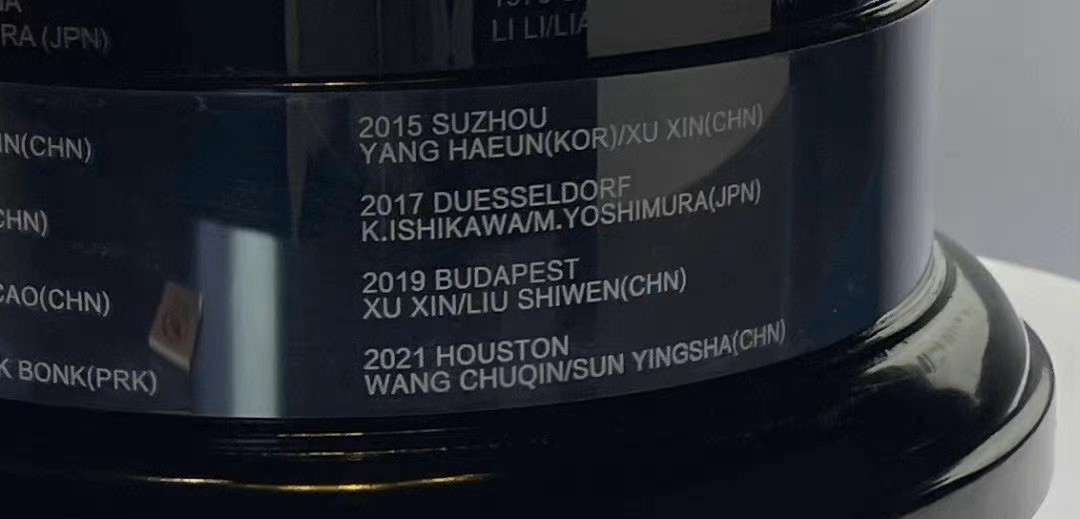 RA (JPN)
LI LI/LIA
IN(CHN)
CHN)
CAO(CHN)
K BONK(PRK)
2015 SUZHOU
YANG HAEUN(KOR)/XU XIN(CHN)
2017 DUESSELDORF
K.ISHIKAWA/M.YOSHIMURA(JPN)
2019 BUDAPEST
XU XIN/LIU SHIWEN(CHN)
2021 HOUSTON
WANG CHUQIN/SUN YINGSHA(CHN)